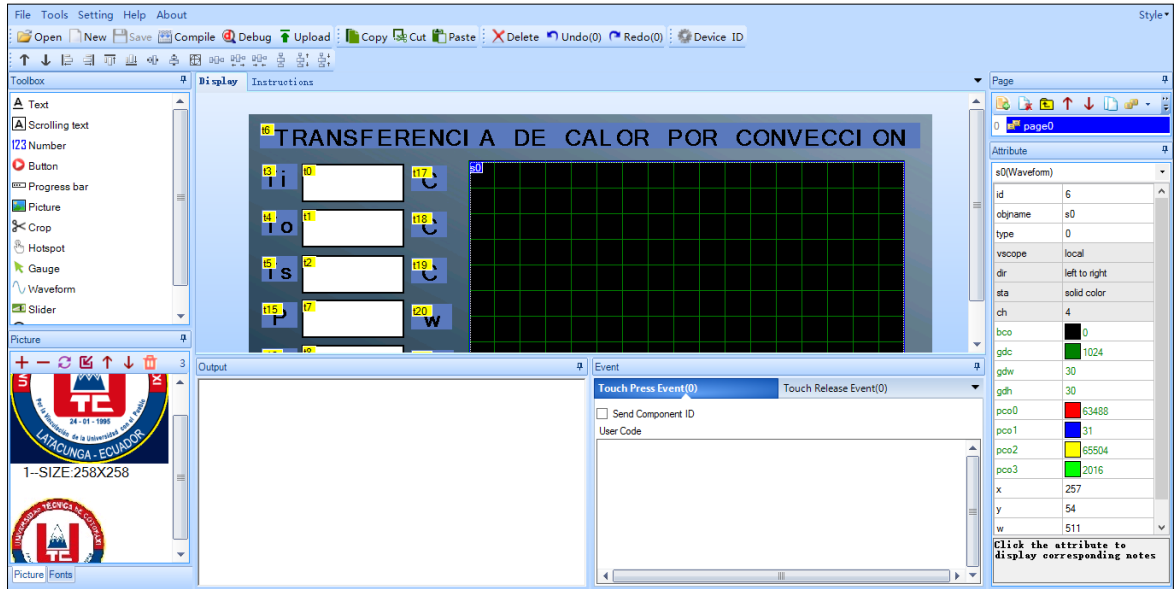 File Tools Setting Help About Style
Open New Save Compile Debug Upload Copy Cut Paste Delete Undo(0) Redo(0) Device ID
Toolbox
A Text
A Scrolling text
123 Number
Button
Progress bar
Picture
Crop
Hotspot
Gauge
Waveform
Slider
Picture
3
24 - 01 - 1995
LATACUNGA - ECUADOR
1--SIZE:258X258
UTC
Picture Fonts
Display Instructions
t6 TRANSFERENCIA DE CALOR POR CONVECCION
t3 Ti t0 t17 C s0
t4 To t1 t18 C
t5 Ts t2 t19 C
t15 P t7 t20 W
Output
Event
Touch Press Event(0) Touch Release Event(0)
Send Component ID
User Code
Page
0 page0
Attribute
s0(Waveform)
id 6
objname s0
type 0
vscope local
dir left to right
sta solid color
ch 4
bco 0
gdc 1024
gdw 30
gdh 30
pco0 63488
pco1 31
pco2 65504
pco3 2016
x 257
y 54
w 511
Click the attribute to
display corresponding notes